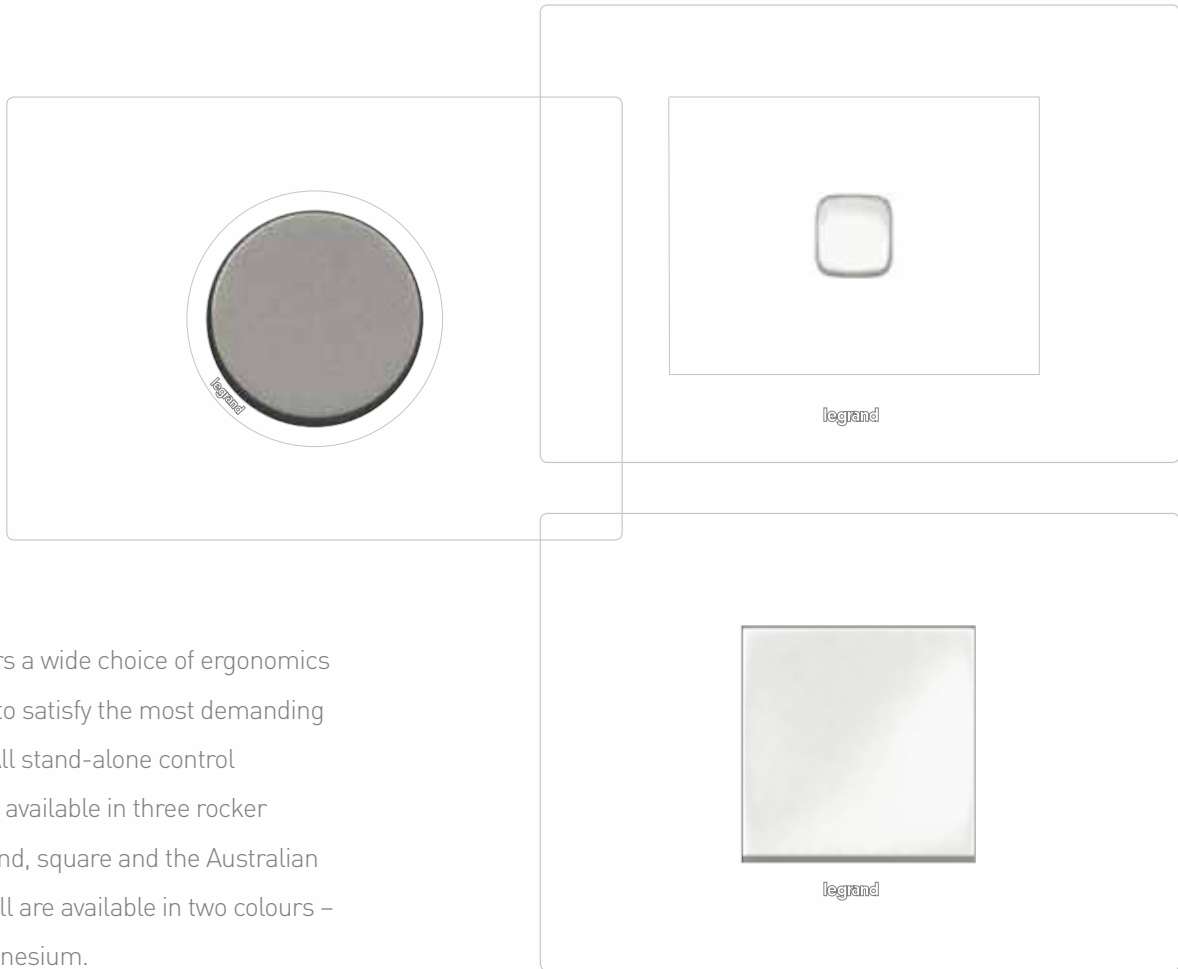 legrand
legrand
rs a wide choice of ergonomics
to satisfy the most demanding
ll stand-alone control
available in three rocker
nd, square and the Australian
ll are available in two colours –
nesium.
legrand